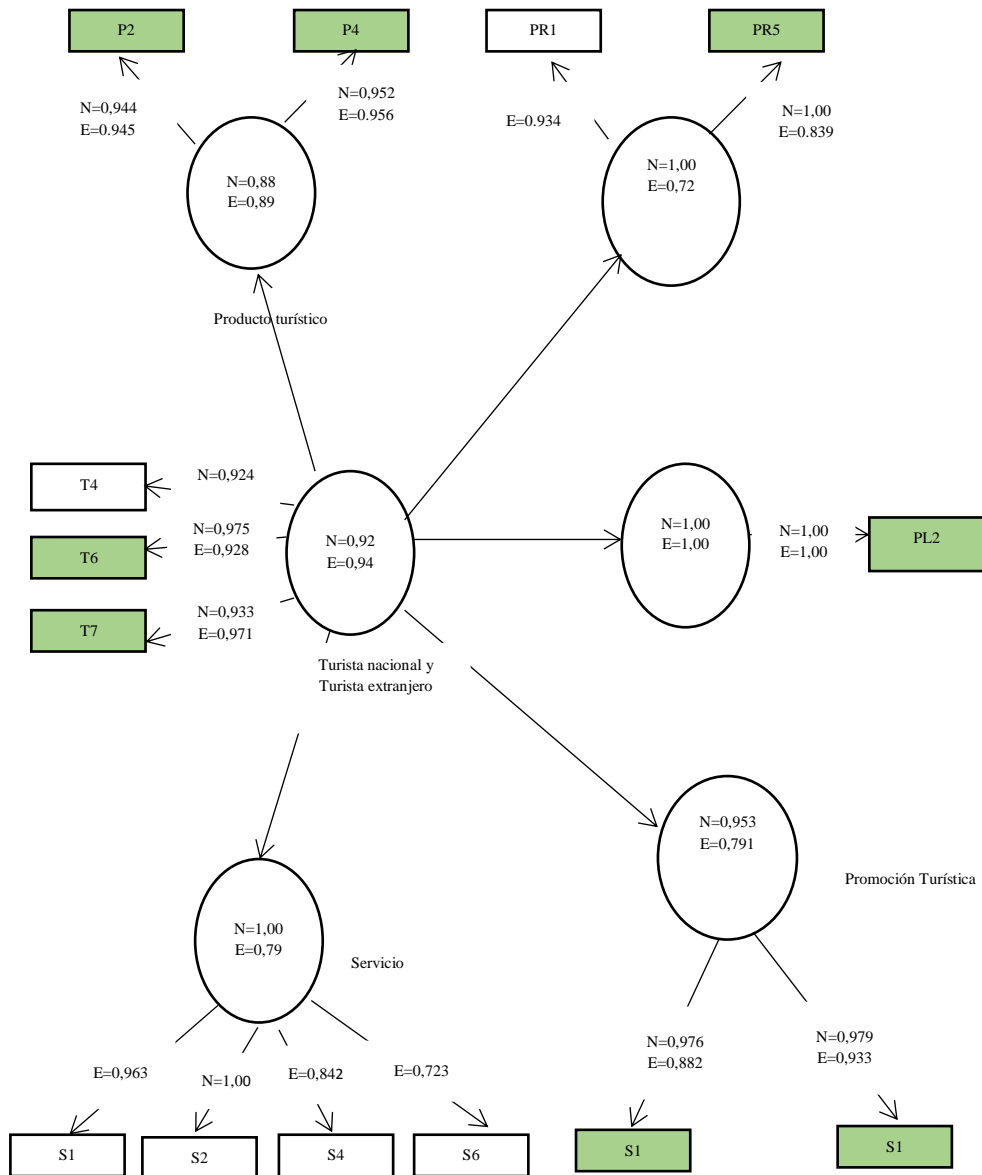 P2
P4
PR1
PR5
N=0,944
E=0.945
N=0,952
E=0.956
E=0.934
N=1,00
E=0.839
N=0,88
E=0,89
N=1,00
E=0,72
Producto turístico
T4
N=0,924
T6
N=0,975
E=0,928
T7
N=0,933
E=0,971
N=0,92
E=0,94
N=1,00
E=1,00
N=1,00
E=1,00
PL2
Turista nacional y
Turista extranjero
N=0,953
E=0,791
Promoción Turística
N=1,00
E=0,79
Servicio
E=0,963
N=1,00
E=0,842
E=0,723
N=0,976
E=0,882
N=0,979
E=0,933
S1
S2
S4
S6
S1
S1